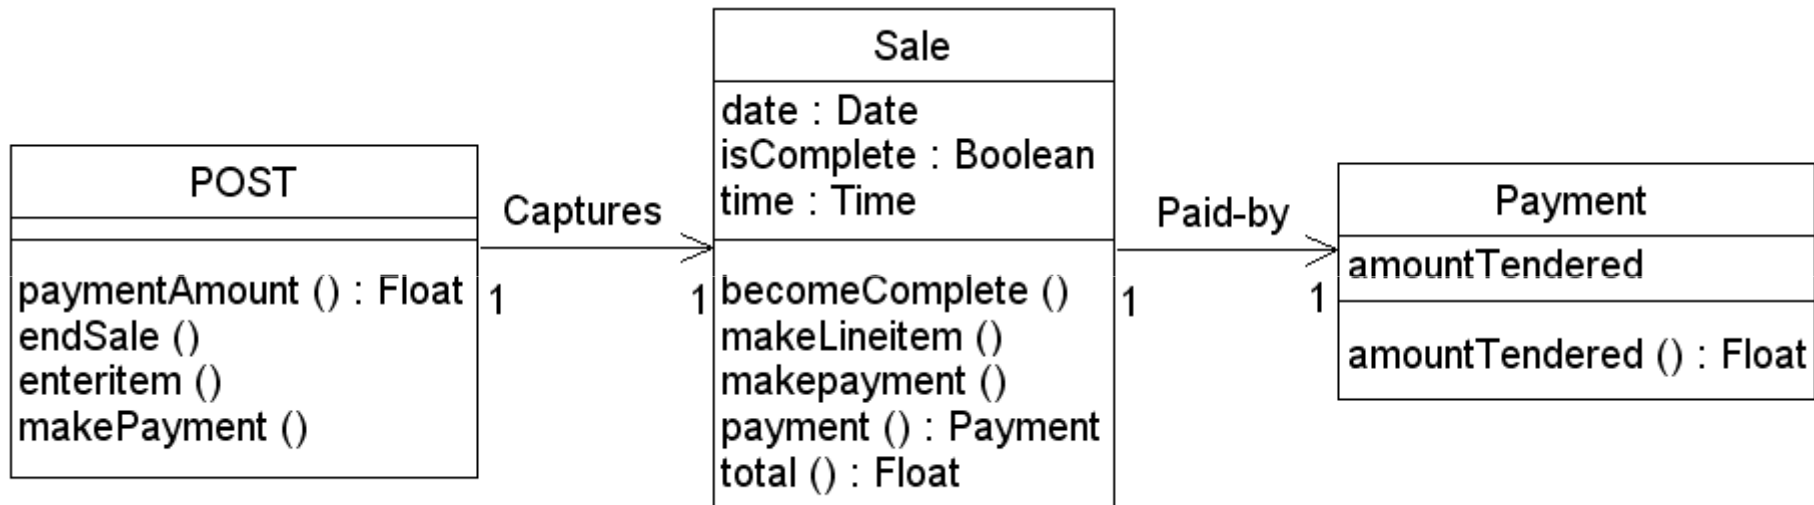 POST
paymentAmount () : Float
endSale ()
enteritem ()
makePayment ()
Captures
1
1
Sale
date : Date
isComplete : Boolean
time : Time
becomeComplete ()
makeLineitem ()
makepayment ()
payment () : Payment
total () : Float
Paid-by
1
1
Payment
amountTendered
amountTendered () : Float